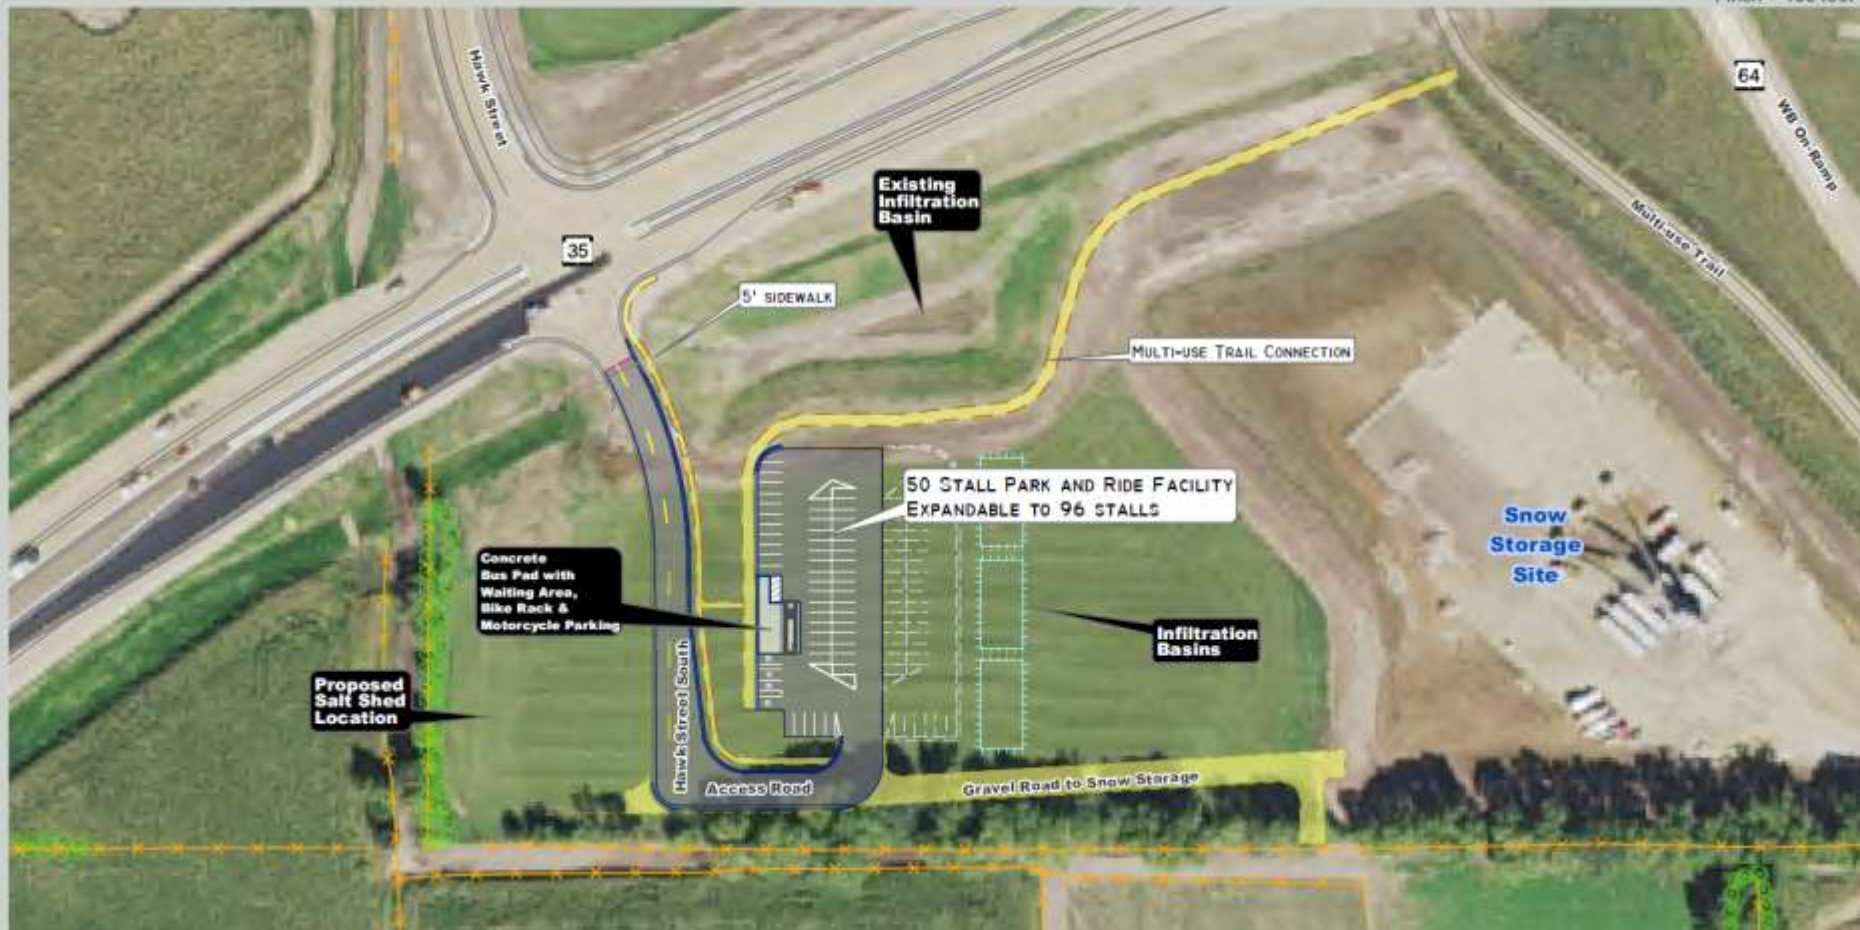 Hawk Street
64
WB On-Ramp
Existing
Infiltration
Basin
Multi-use Trail
35
5' SIDEWALK
MULTI-USE TRAIL CONNECTION
50 STALL PARK AND RIDE FACILITY
EXPANDABLE TO 96 STALLS
Snow
Storage
Site
Concrete
Bus Pad with
Waiting Area,
Bike Rack &
Motorcycle Parking
Infiltration
Basins
Proposed
Salt Shed
Location
Hawk Street South
Access Road
Gravel Road to Snow Storage